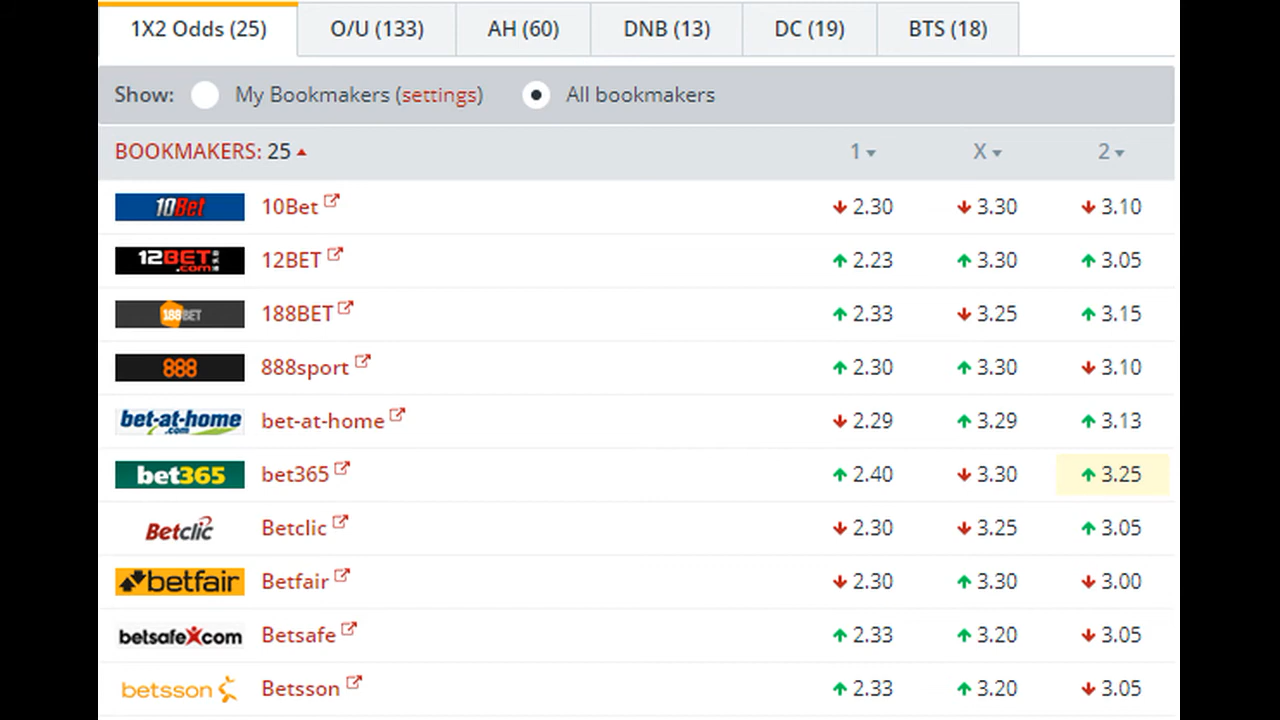 1X2 Odds (25) O/U (133) AH (60) DNB (13) DC (19) BTS (18)
Show: My Bookmakers (settings) All bookmakers
BOOKMAKERS: 25 1 X 2
10Bet 10Bet 2.30 3.30 3.10
12BET.com 12BET 2.23 3.30 3.05
188BET 188BET 2.33 3.25 3.15
888 888sport 2.30 3.30 3.10
bet-at-home.com bet-at-home 2.29 3.29 3.13
bet365 bet365 2.40 3.30 3.25
Betclic Betclic 2.30 3.25 3.05
betfair Betfair 2.30 3.30 3.00
betsafe.com Betsafe 2.33 3.20 3.05
betsson Betsson 2.33 3.20 3.05